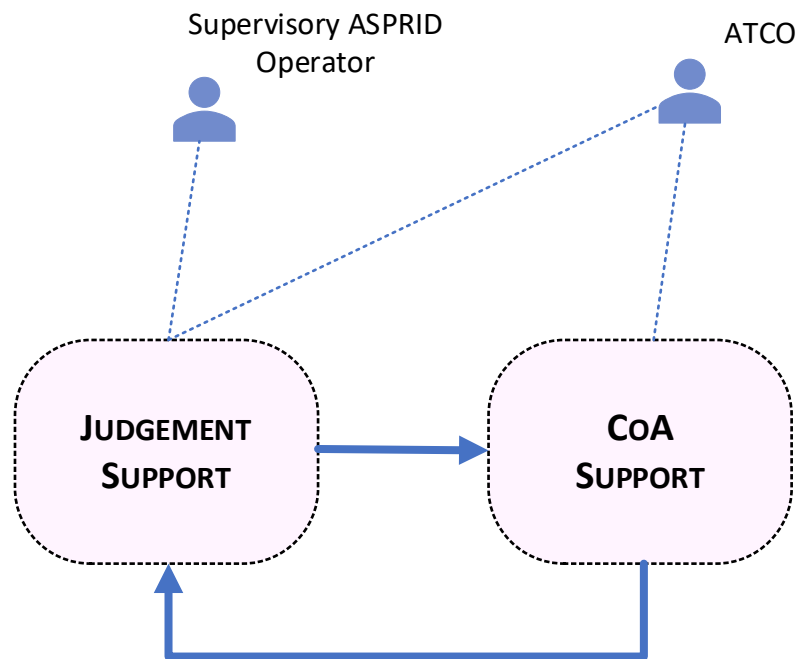 Supervisory ASPRID
Operator
ATCO
JUDGEMENT
SUPPORT
COA
SUPPORT